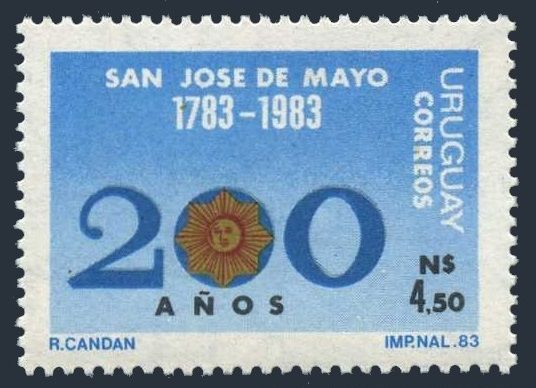 SAN JOSE DE MAYO
1783-1983
URUGUAY
CORREOS
200
AÑOS
N$
4,50
R.CANDAN
IMP.NAL.83